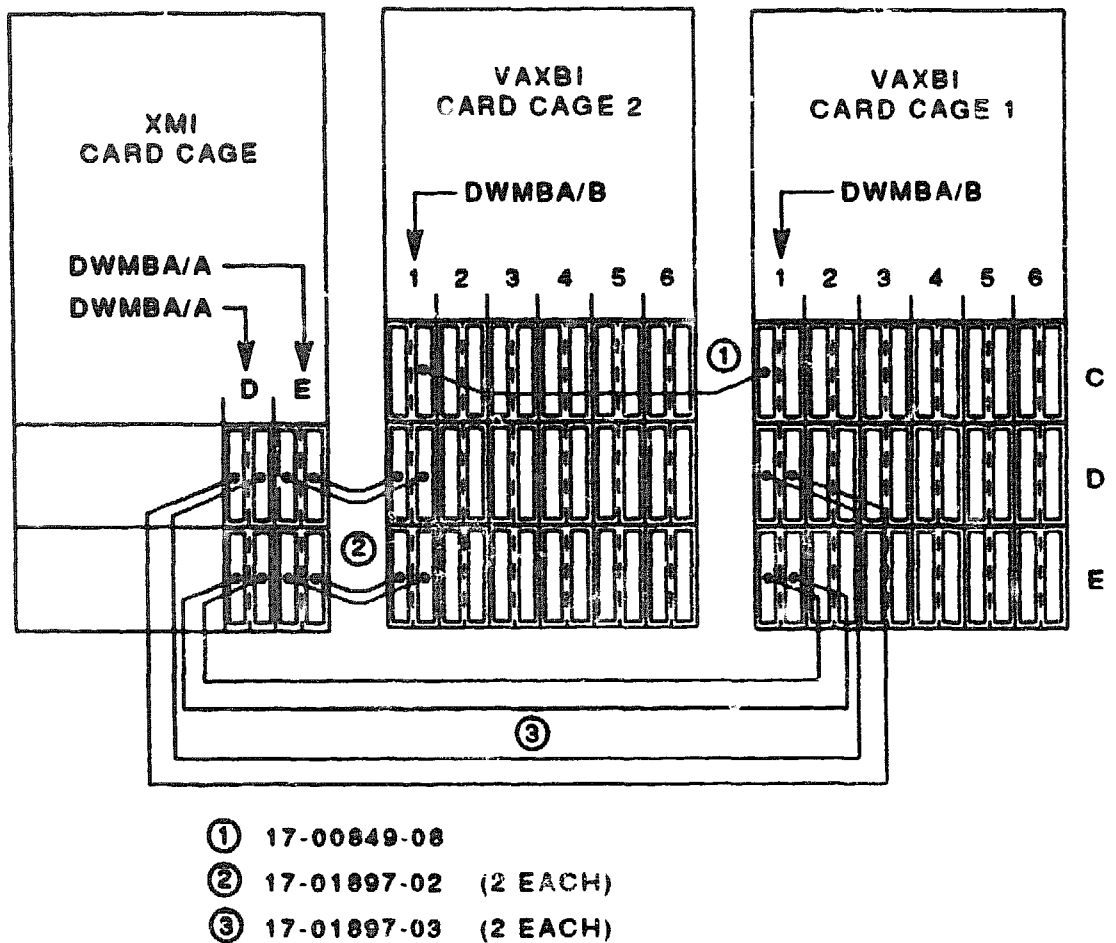 XMI
CARD CAGE
DWMBA/A
DWMBA/A
D E
VAXBI
CARD CAGE 2
DWMBA/B
1 2 3 4 5 6
VAXBI
CARD CAGE 1
DWMBA/B
1 2 3 4 5 6
1
C
D
E
2
3
1 17-00849-08
2 17-01897-02 (2 EACH)
3 17-01897-03 (2 EACH)